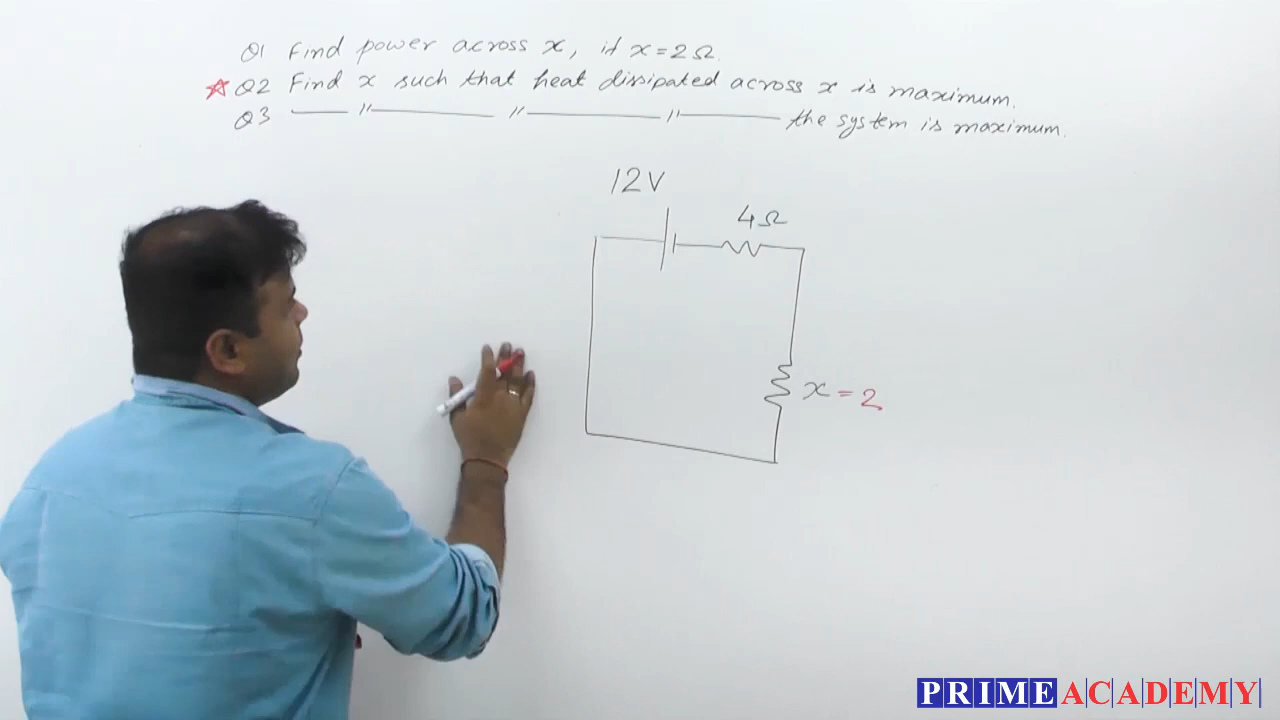 Q1 Find power across x, if x = 2Ω.
Q2 Find x such that heat dissipated across x is maximum.
Q3 —— " —— " —— " —— the system is maximum.
12V
4Ω
x = 2
PRIME ACADEMY